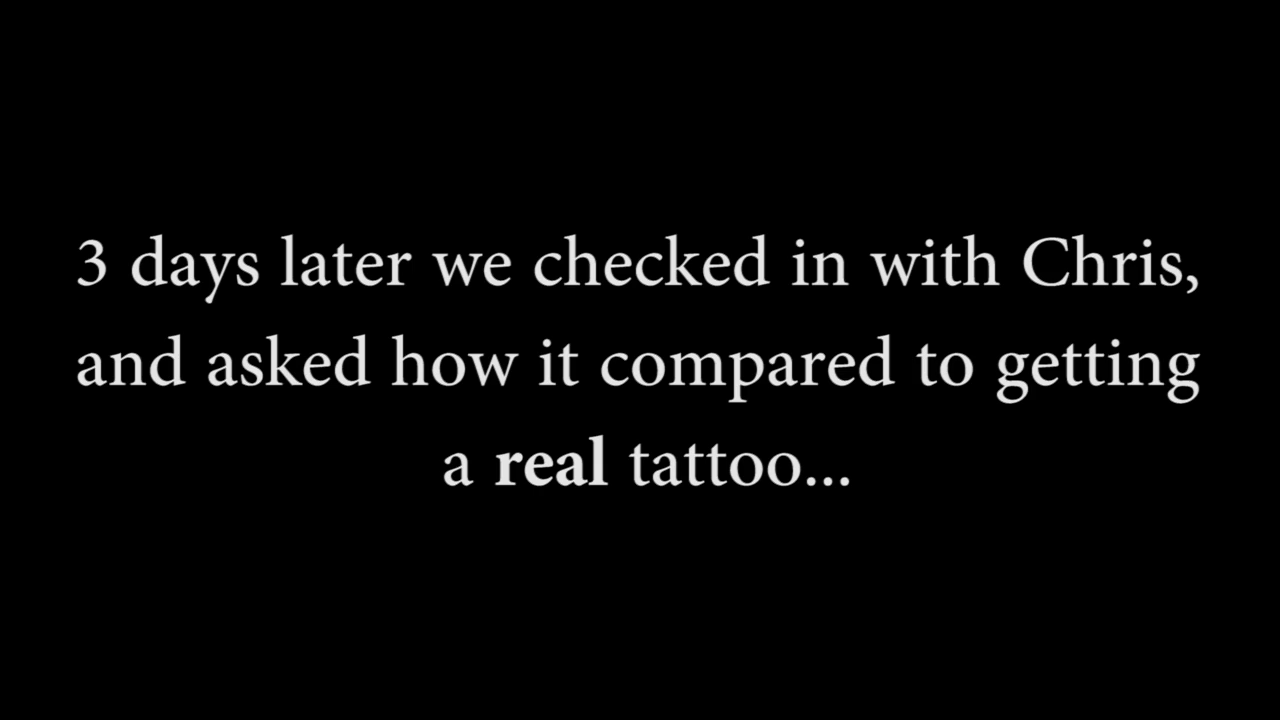 3 days later we checked in with Chris,
and asked how it compared to getting
a real tattoo...